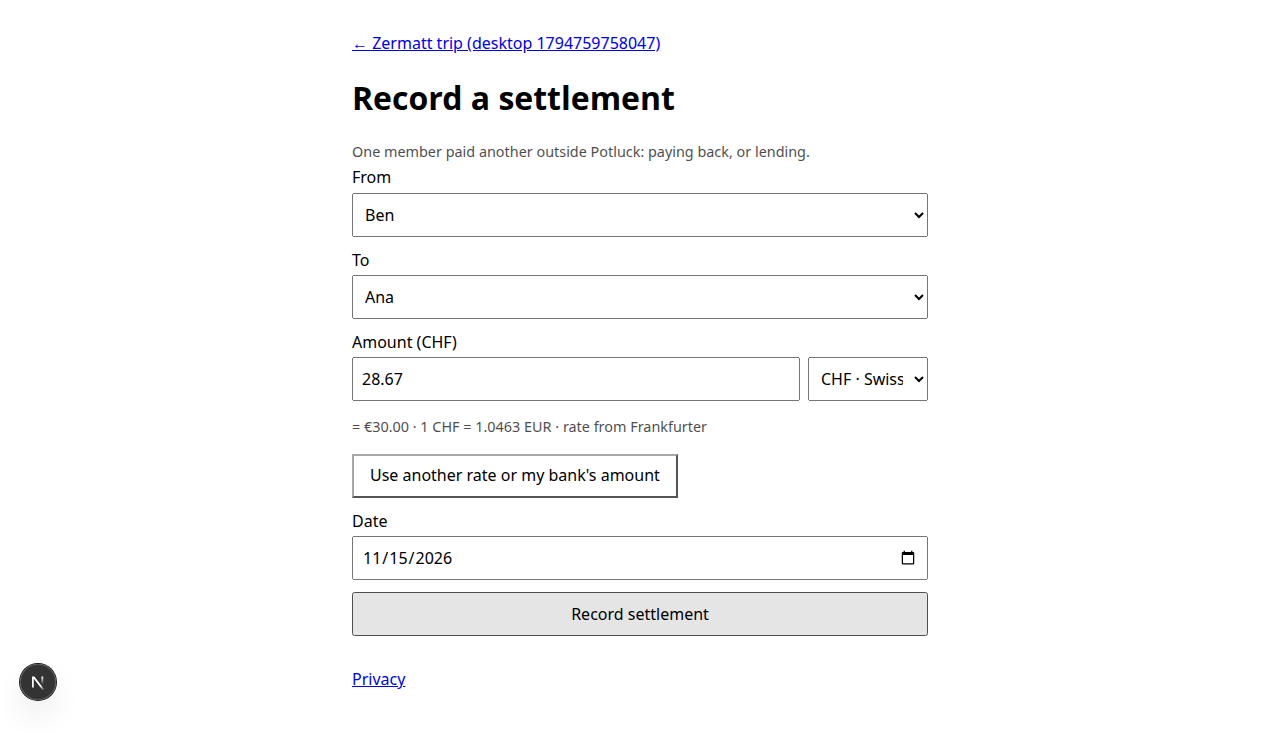 ← Zermatt trip (desktop 1794759758047)
Record a settlement
One member paid another outside Potluck: paying back, or lending.
From
Ben
To
Ana
Amount (CHF)
28.67
CHF · Swiss
= €30.00 · 1 CHF = 1.0463 EUR · rate from Frankfurter
Use another rate or my bank's amount
Date
11/15/2026
Record settlement
Privacy
N